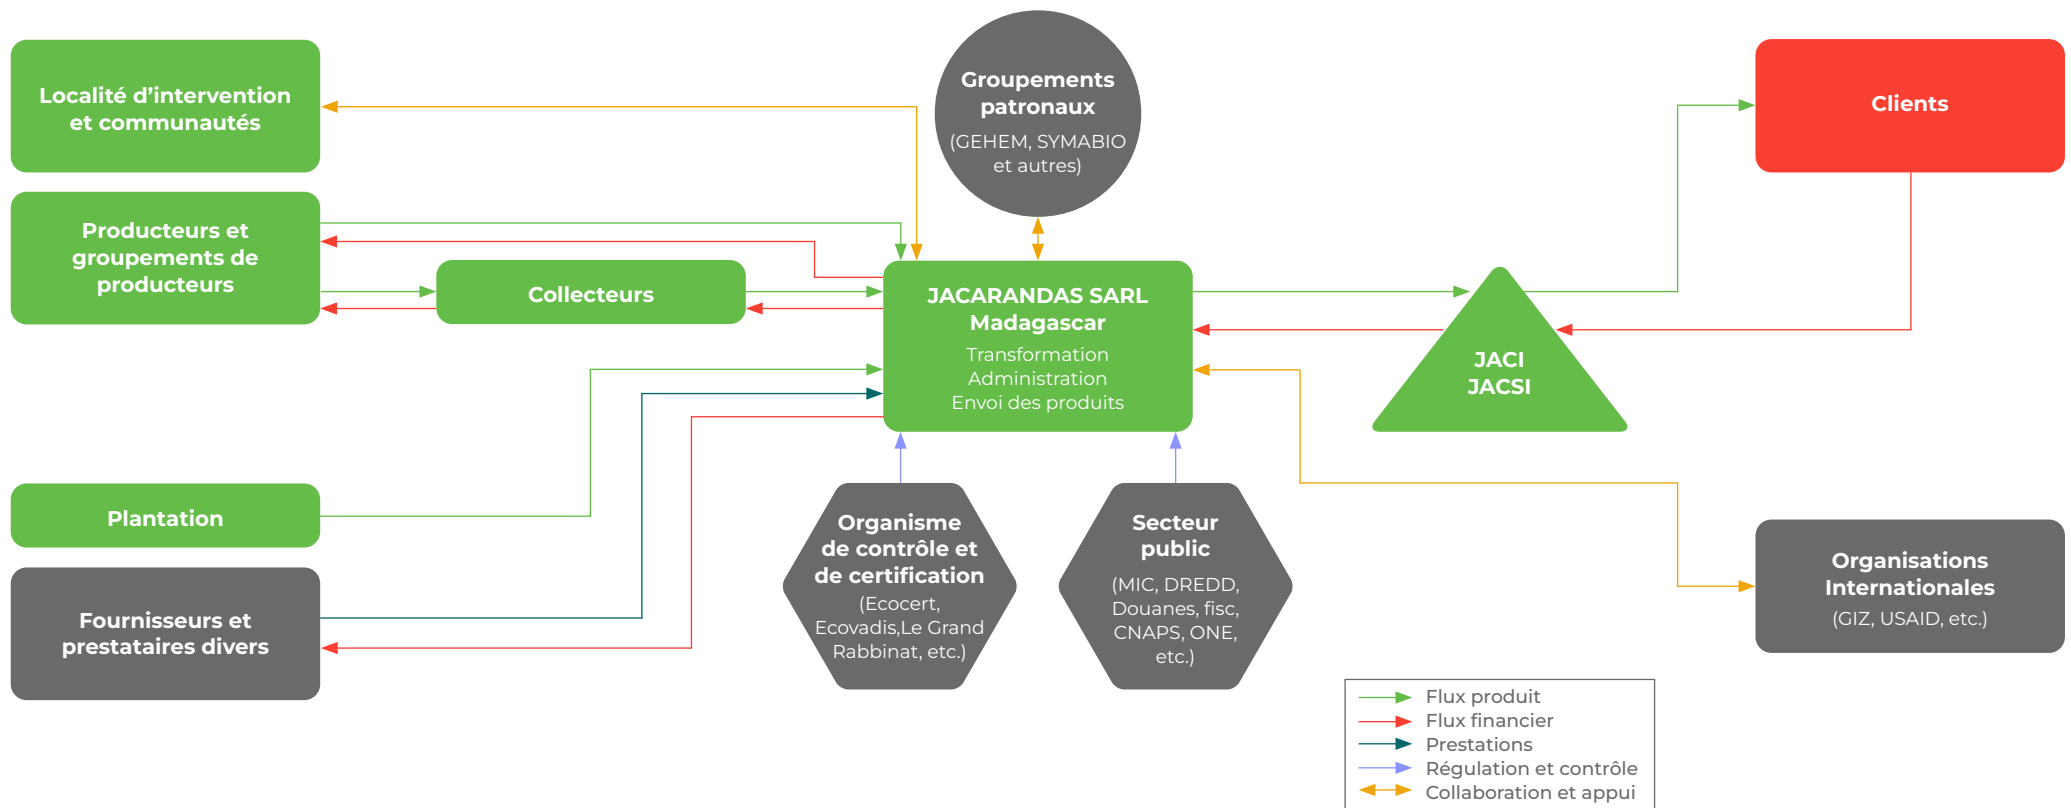 Localité d’intervention
et communautés
Groupements
patronaux
(GEHEM, SYMABIO
et autres)
Clients
Producteurs et
groupements de
producteurs
Collecteurs
JACARANDAS SARL
Madagascar
Transformation
Administration
Envoi des produits
JACI
JACSI
Plantation
Fournisseurs et
prestataires divers
Organisme
de contrôle et
de certification
(Ecocert,
Ecovadis,Le Grand
Rabbinat, etc.)
Secteur
public
(MIC, DREDD,
Douanes, fisc,
CNAPS, ONE,
etc.)
Organisations
Internationales
(GIZ, USAID, etc.)
Flux produit
Flux financier
Prestations
Régulation et contrôle
Collaboration et appui